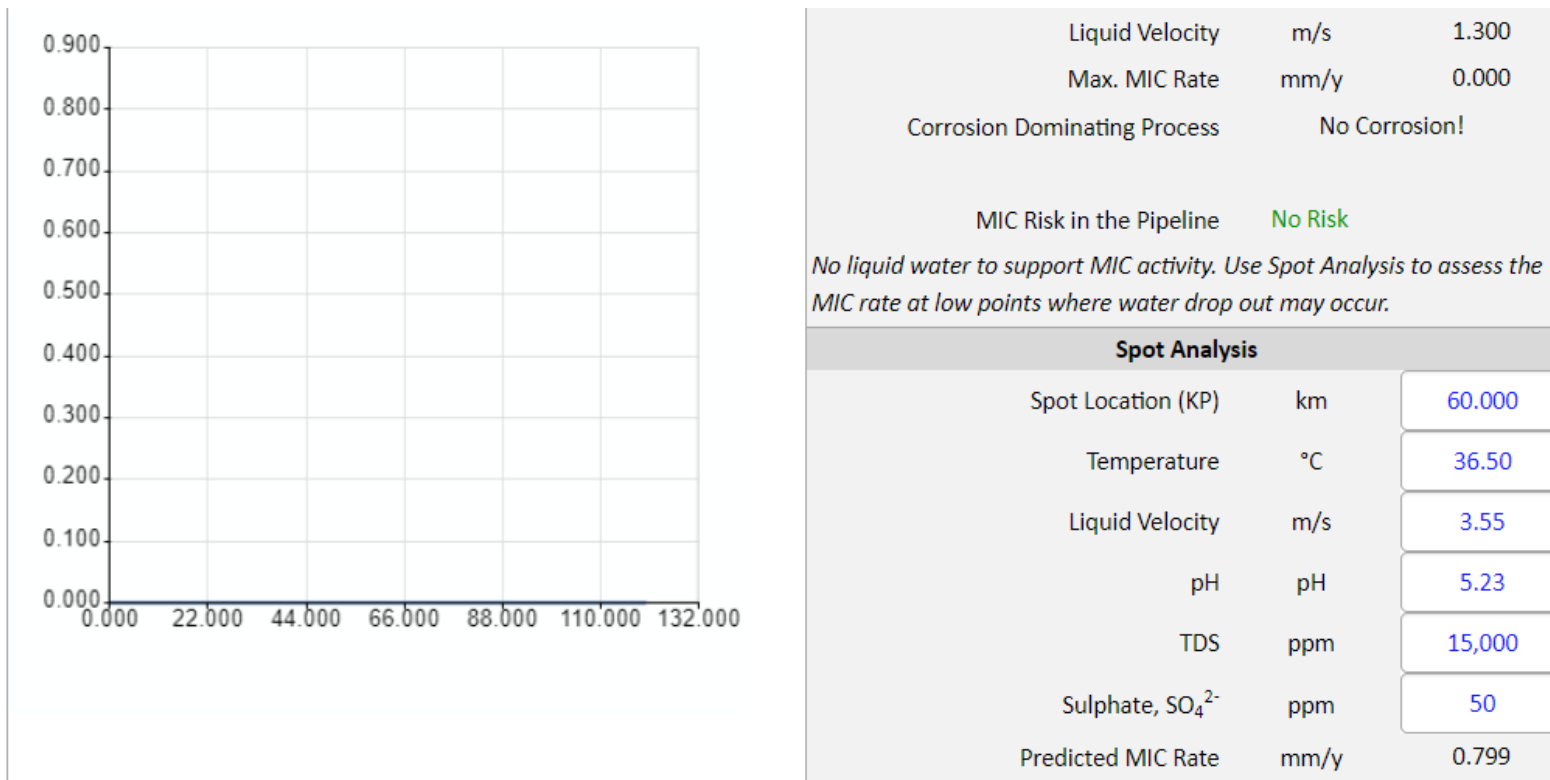 0.900
0.800
0.700
0.600
0.500
0.400
0.300
0.200
0.100
0.000
0.000 22.000 44.000 66.000 88.000 110.000 132.000
Liquid Velocity m/s 1.300
Max. MIC Rate mm/y 0.000
Corrosion Dominating Process No Corrosion!
MIC Risk in the Pipeline No Risk
No liquid water to support MIC activity. Use Spot Analysis to assess the
MIC rate at low points where water drop out may occur.
Spot Analysis
Spot Location (KP) km 60.000
Temperature °C 36.50
Liquid Velocity m/s 3.55
pH pH 5.23
TDS ppm 15,000
Sulphate, SO₄²⁻ ppm 50
Predicted MIC Rate mm/y 0.799